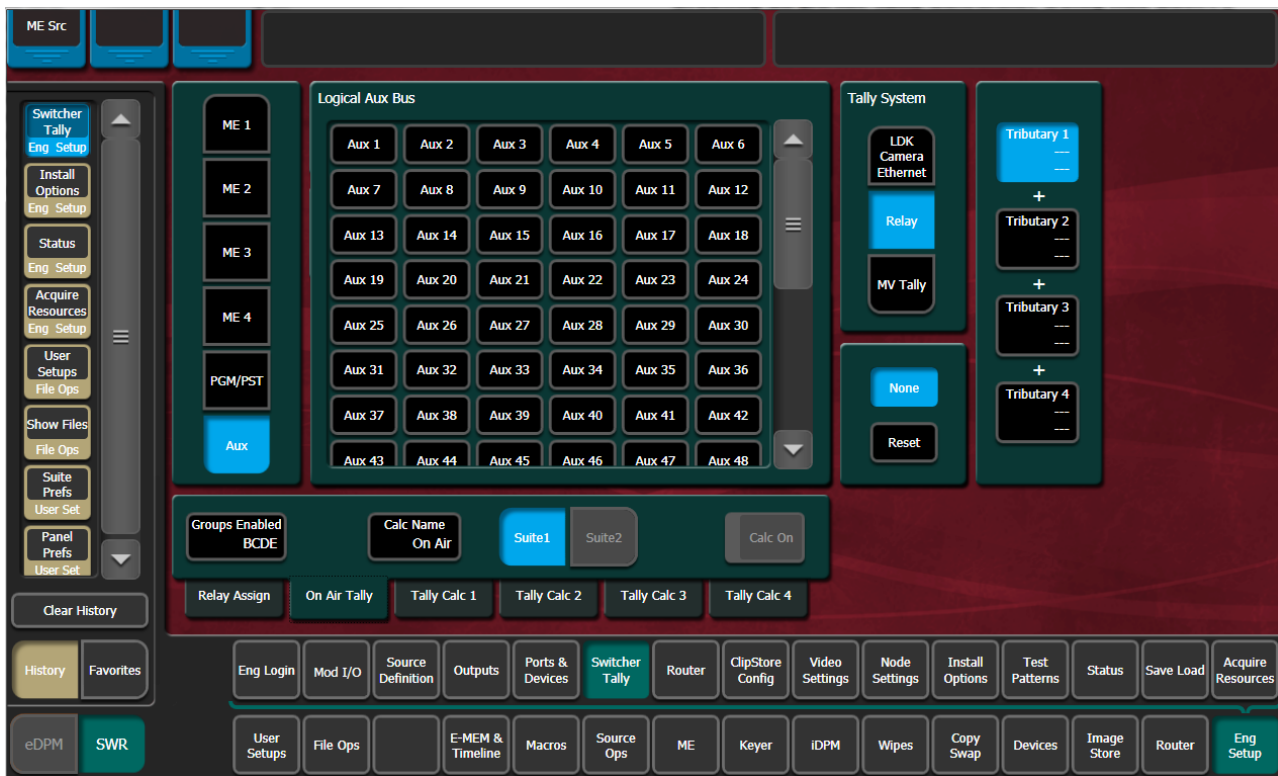 ME Src
Switcher
Tally
Eng Setup
Install
Options
Eng Setup
Status
Eng Setup
Acquire
Resources
Eng Setup
User
Setups
File Ops
Show Files
File Ops
Suite
Prefs
User Set
Panel
Prefs
User Set
Clear History
History Favorites
eDPM SWR
ME 1
ME 2
ME 3
ME 4
PGM/PST
Aux
Logical Aux Bus
Aux 1 Aux 2 Aux 3 Aux 4 Aux 5 Aux 6
Aux 7 Aux 8 Aux 9 Aux 10 Aux 11 Aux 12
Aux 13 Aux 14 Aux 15 Aux 16 Aux 17 Aux 18
Aux 19 Aux 20 Aux 21 Aux 22 Aux 23 Aux 24
Aux 25 Aux 26 Aux 27 Aux 28 Aux 29 Aux 30
Aux 31 Aux 32 Aux 33 Aux 34 Aux 35 Aux 36
Aux 37 Aux 38 Aux 39 Aux 40 Aux 41 Aux 42
Aux 43 Aux 44 Aux 45 Aux 46 Aux 47 Aux 48
Tally System
LDK
Camera
Ethernet
Relay
MV Tally
None
Reset
Tributary 1
---
---
+
Tributary 2
---
---
+
Tributary 3
---
---
+
Tributary 4
---
---
Groups Enabled
BCDE
Calc Name
On Air
Suite1 Suite2
Calc On
Relay Assign On Air Tally Tally Calc 1 Tally Calc 2 Tally Calc 3 Tally Calc 4
Eng Login
Mod I/O
Source
Definition
Outputs
Ports &
Devices
Switcher
Tally
Router
ClipStore
Config
Video
Settings
Node
Settings
Install
Options
Test
Patterns
Status
Save Load
Acquire
Resources
User
Setups
File Ops
E-MEM &
Timeline
Macros
Source
Ops
ME
Keyer
iDPM
Wipes
Copy
Swap
Devices
Image
Store
Router
Eng
Setup